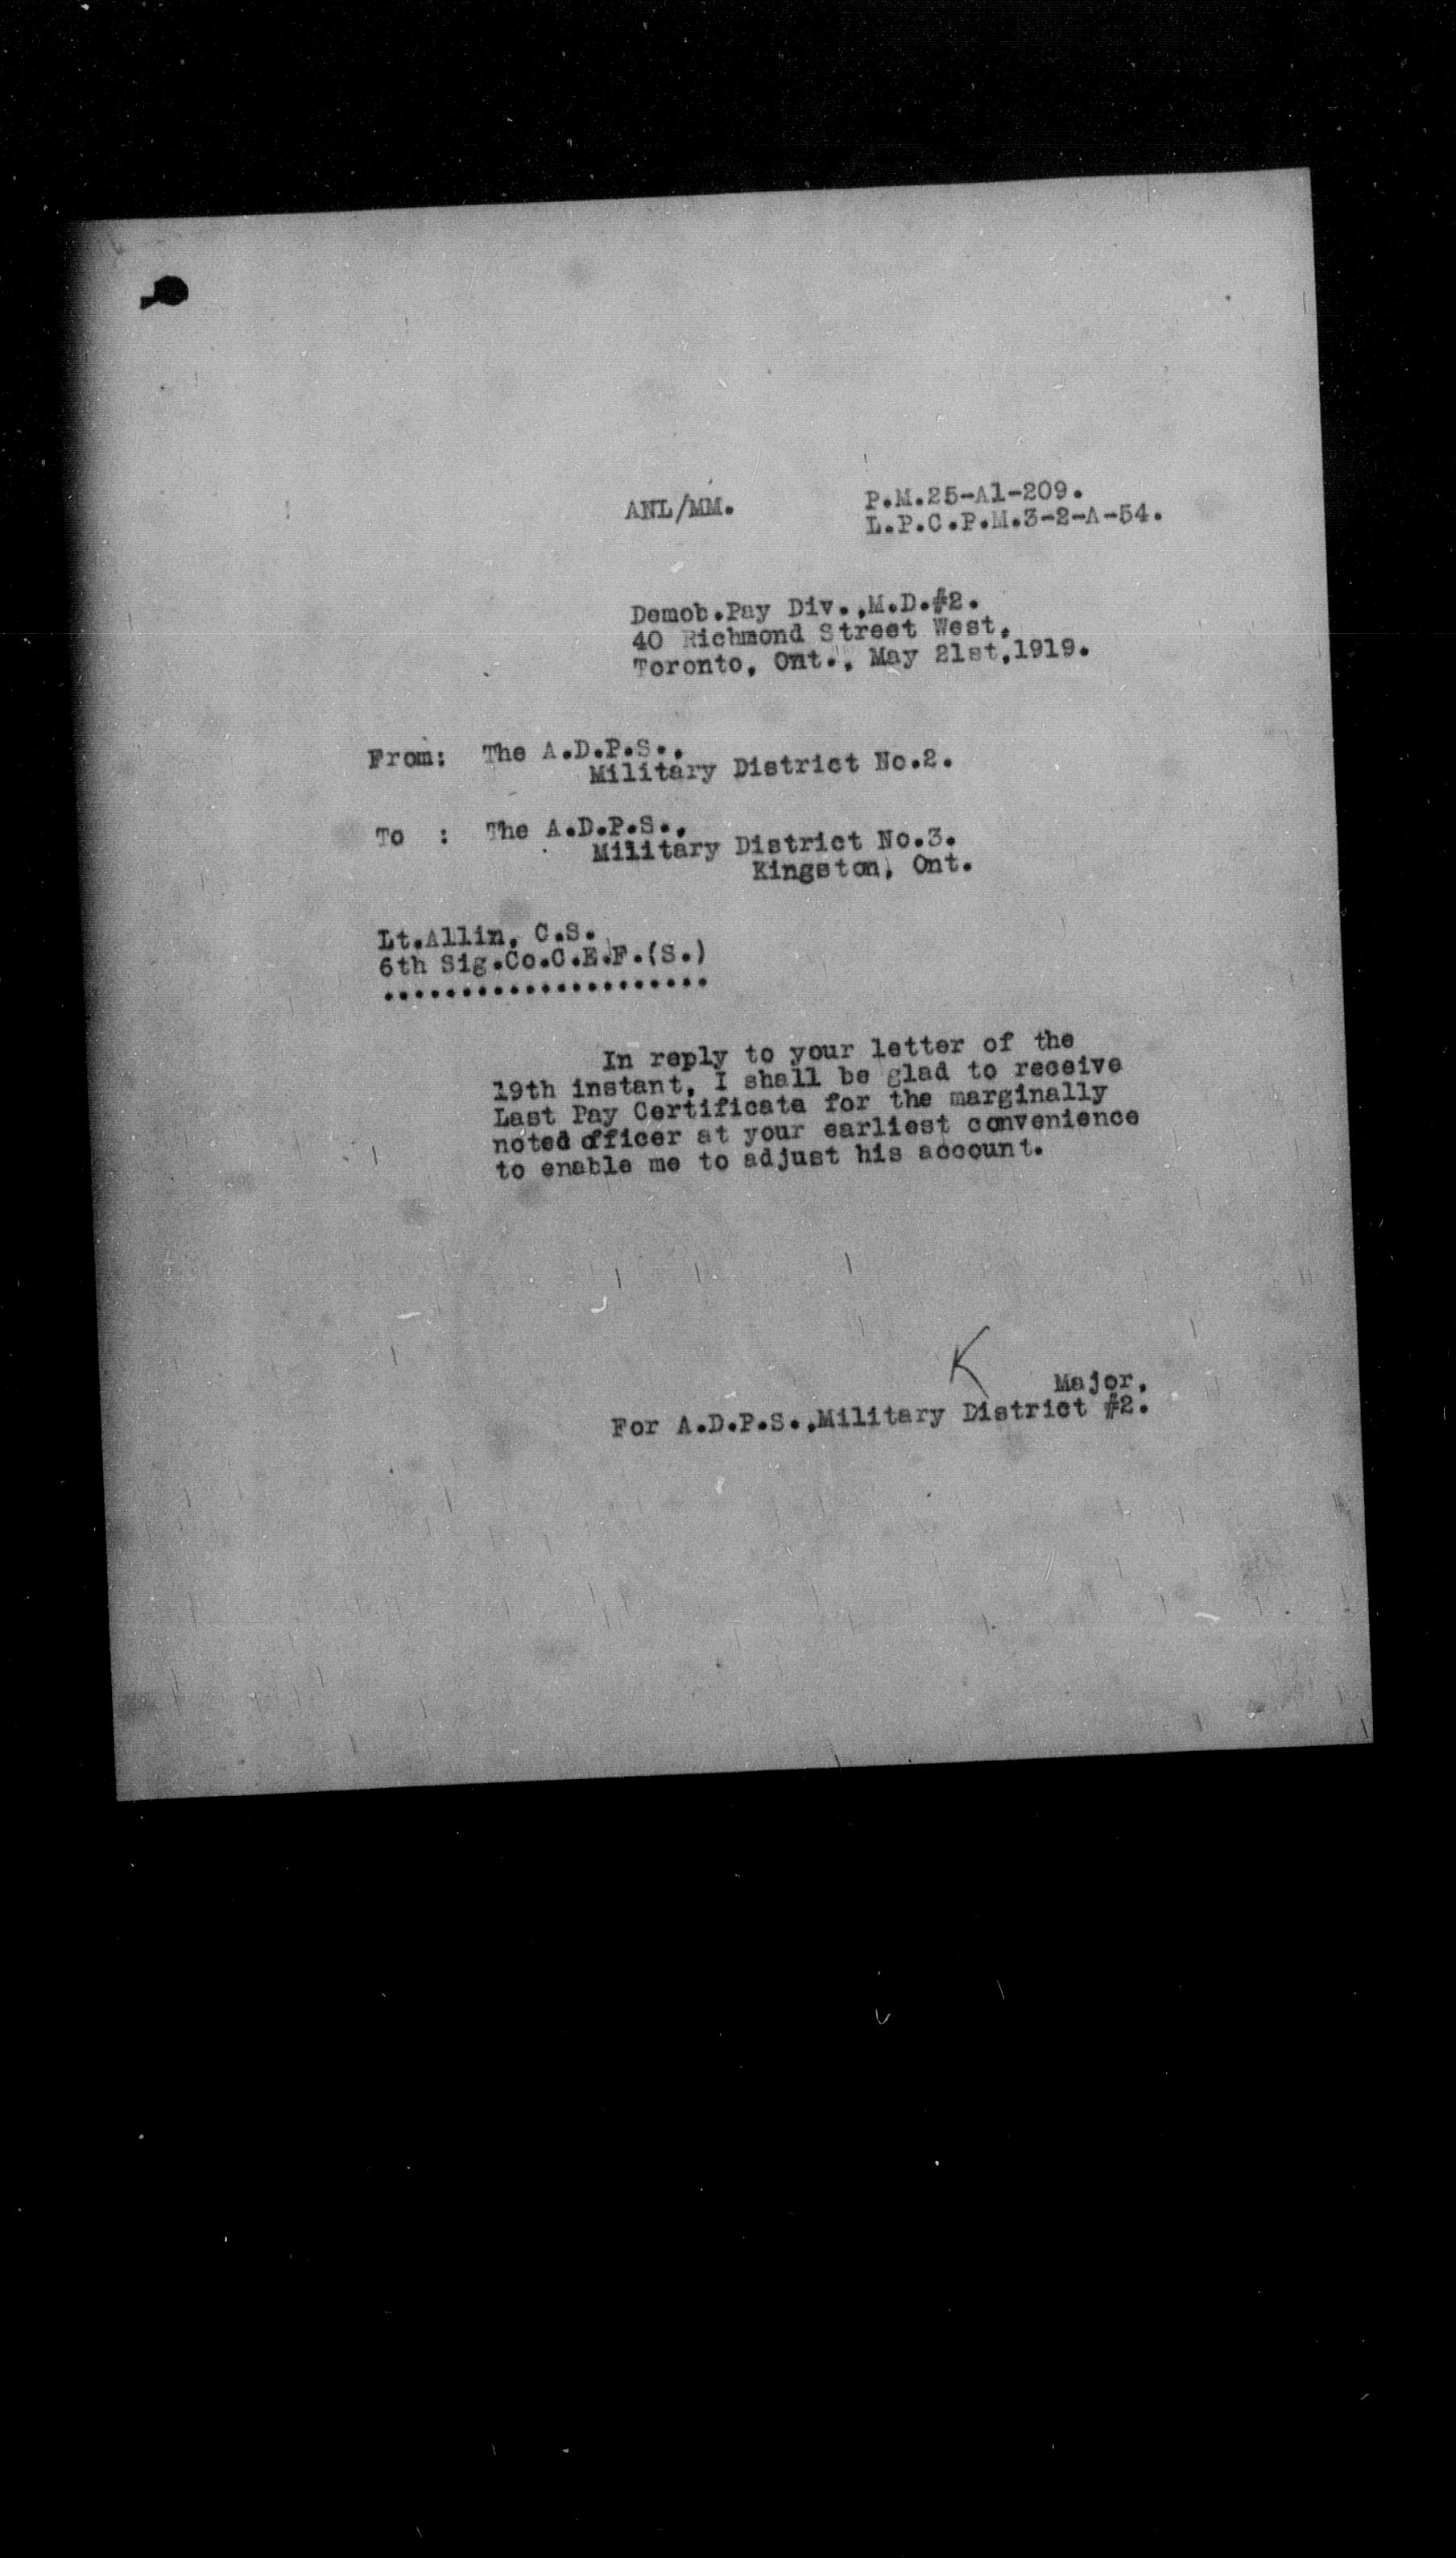 ANL/MM. P.M.25-A1-209.
L.P.C.P.M.3-2-A-54.
Demob.Pay Div.,M.D.#2.
40 Richmond Street West,
Toronto, Ont., May 21st,1919.
From: The A.D.P.S.,
Military District No.2.
To : The A.D.P.S.,
Military District No.3.
Kingston, Ont.
Lt.Allin, C.S.
6th Sig.Co.C.E.F.(S.)
.....................
In reply to your letter of the
19th instant, I shall be glad to receive
Last Pay Certificate for the marginally
noted officer at your earliest convenience
to enable me to adjust his account.
K
Major,
For A.D.P.S.,Military District #2.